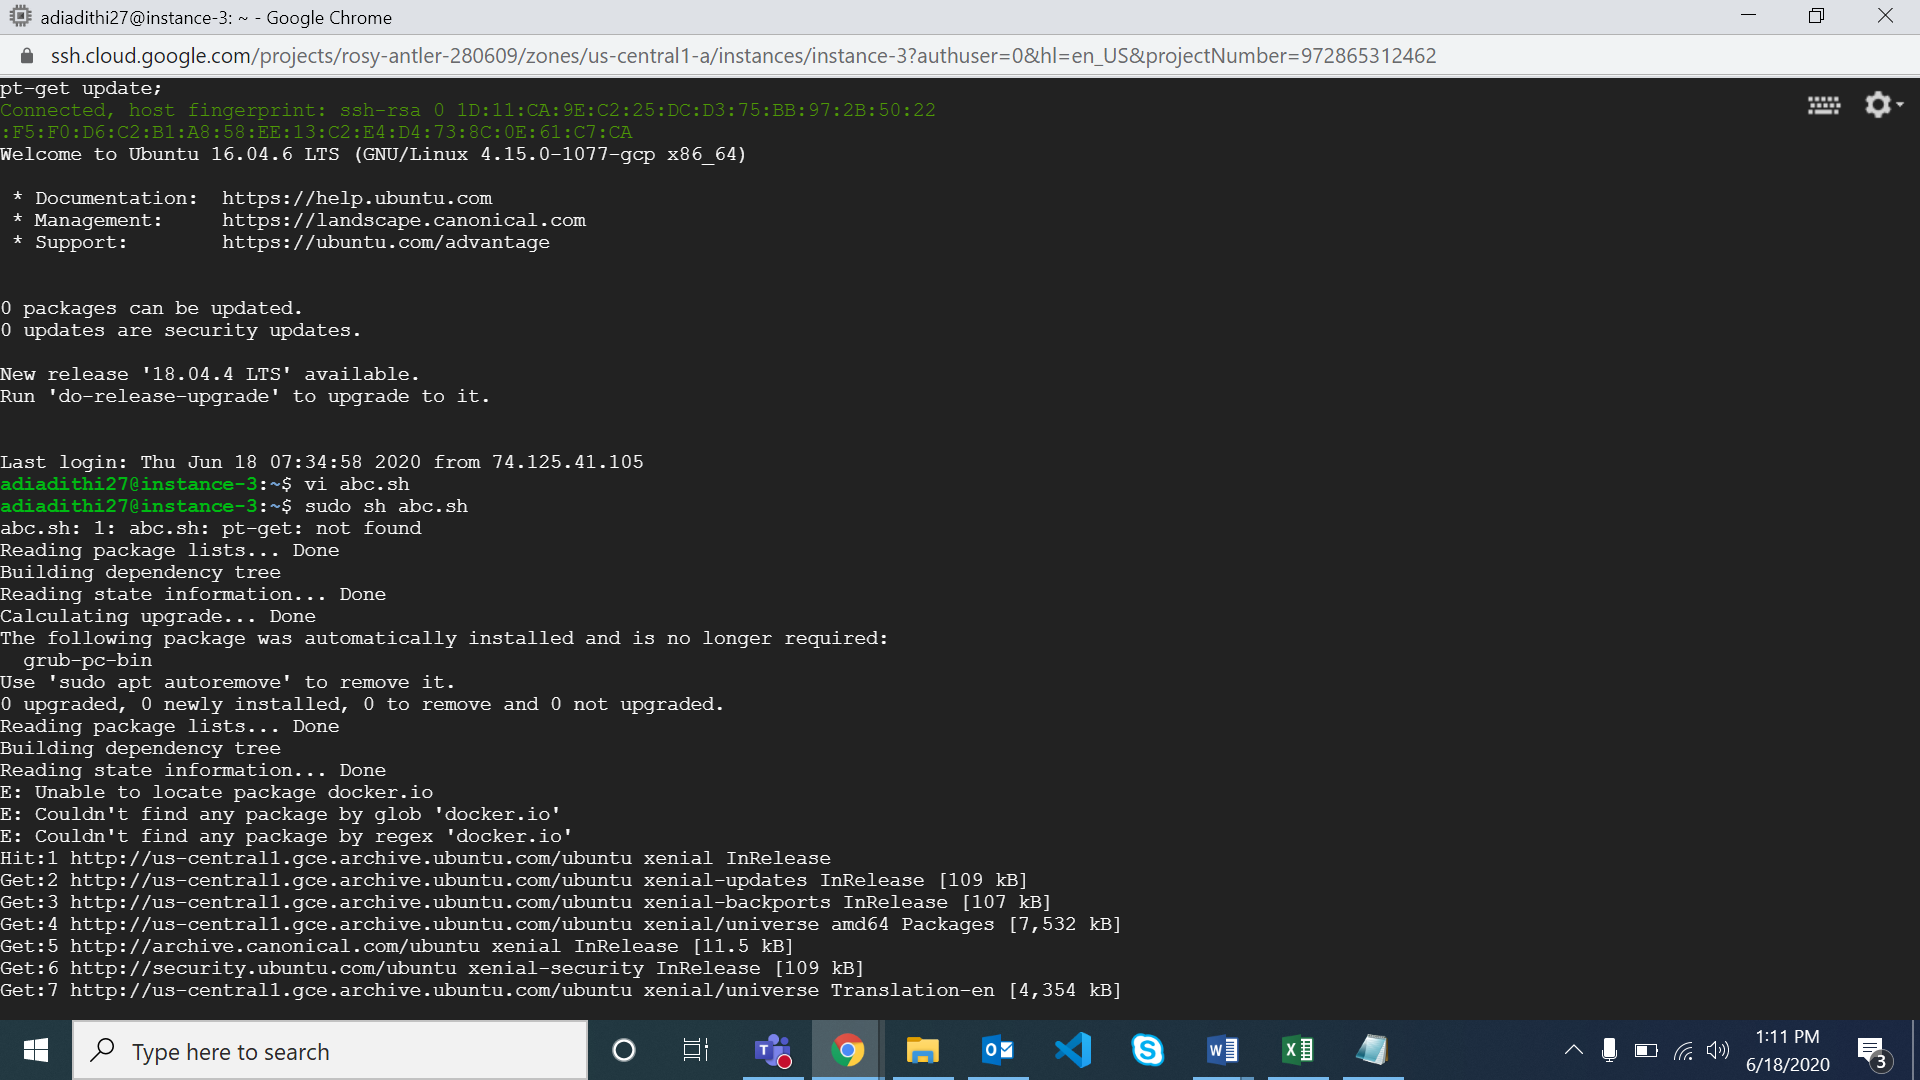 adiadithi27@instance-3: ~ - Google Chrome
ssh.cloud.google.com/projects/rosy-antler-280609/zones/us-central1-a/instances/instance-3?authuser=0&hl=en_US&projectNumber=972865312462
pt-get update;
Connected, host fingerprint: ssh-rsa 0 1D:11:CA:9E:C2:25:DC:D3:75:BB:97:2B:50:22
:F5:F0:D6:C2:B1:A8:58:EE:13:C2:E4:D4:73:8C:0E:61:C7:CA
Welcome to Ubuntu 16.04.6 LTS (GNU/Linux 4.15.0-1077-gcp x86_64)
* Documentation:  https://help.ubuntu.com
* Management:     https://landscape.canonical.com
* Support:        https://ubuntu.com/advantage
0 packages can be updated.
0 updates are security updates.
New release '18.04.4 LTS' available.
Run 'do-release-upgrade' to upgrade to it.
Last login: Thu Jun 18 07:34:58 2020 from 74.125.41.105
adiadithi27@instance-3:~$ vi abc.sh
adiadithi27@instance-3:~$ sudo sh abc.sh
abc.sh: 1: abc.sh: pt-get: not found
Reading package lists... Done
Building dependency tree
Reading state information... Done
Calculating upgrade... Done
The following package was automatically installed and is no longer required:
grub-pc-bin
Use 'sudo apt autoremove' to remove it.
0 upgraded, 0 newly installed, 0 to remove and 0 not upgraded.
Reading package lists... Done
Building dependency tree
Reading state information... Done
E: Unable to locate package docker.io
E: Couldn't find any package by glob 'docker.io'
E: Couldn't find any package by regex 'docker.io'
Hit:1 http://us-central1.gce.archive.ubuntu.com/ubuntu xenial InRelease
Get:2 http://us-central1.gce.archive.ubuntu.com/ubuntu xenial-updates InRelease [109 kB]
Get:3 http://us-central1.gce.archive.ubuntu.com/ubuntu xenial-backports InRelease [107 kB]
Get:4 http://us-central1.gce.archive.ubuntu.com/ubuntu xenial/universe amd64 Packages [7,532 kB]
Get:5 http://archive.canonical.com/ubuntu xenial InRelease [11.5 kB]
Get:6 http://security.ubuntu.com/ubuntu xenial-security InRelease [109 kB]
Get:7 http://us-central1.gce.archive.ubuntu.com/ubuntu xenial/universe Translation-en [4,354 kB]
Type here to search
1:11 PM
6/18/2020
3